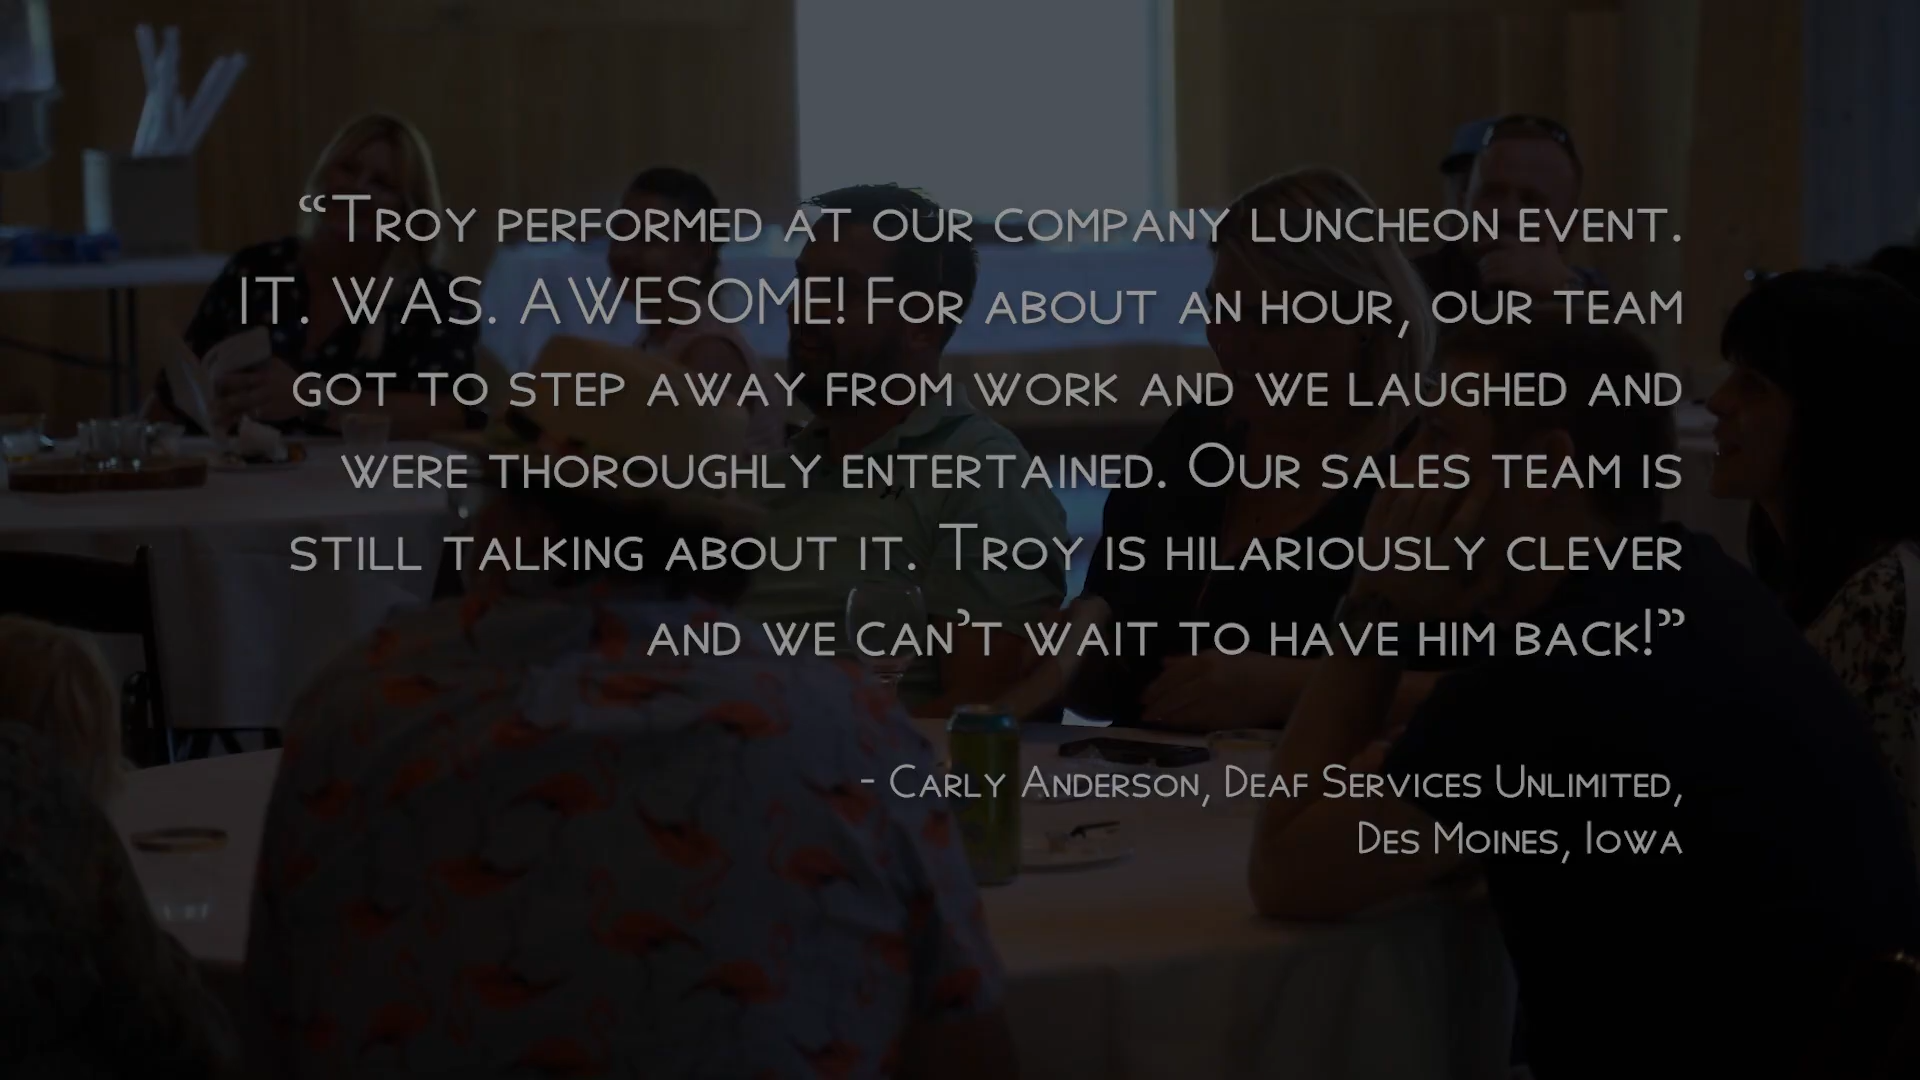 “Troy performed at our company luncheon event.
IT. WAS. AWESOME! For about an hour, our team
got to step away from work and we laughed and
were thoroughly entertained. Our sales team is
still talking about it. Troy is hilariously clever
and we can’t wait to have him back!”
- Carly Anderson, Deaf Services Unlimited,
Des Moines, Iowa